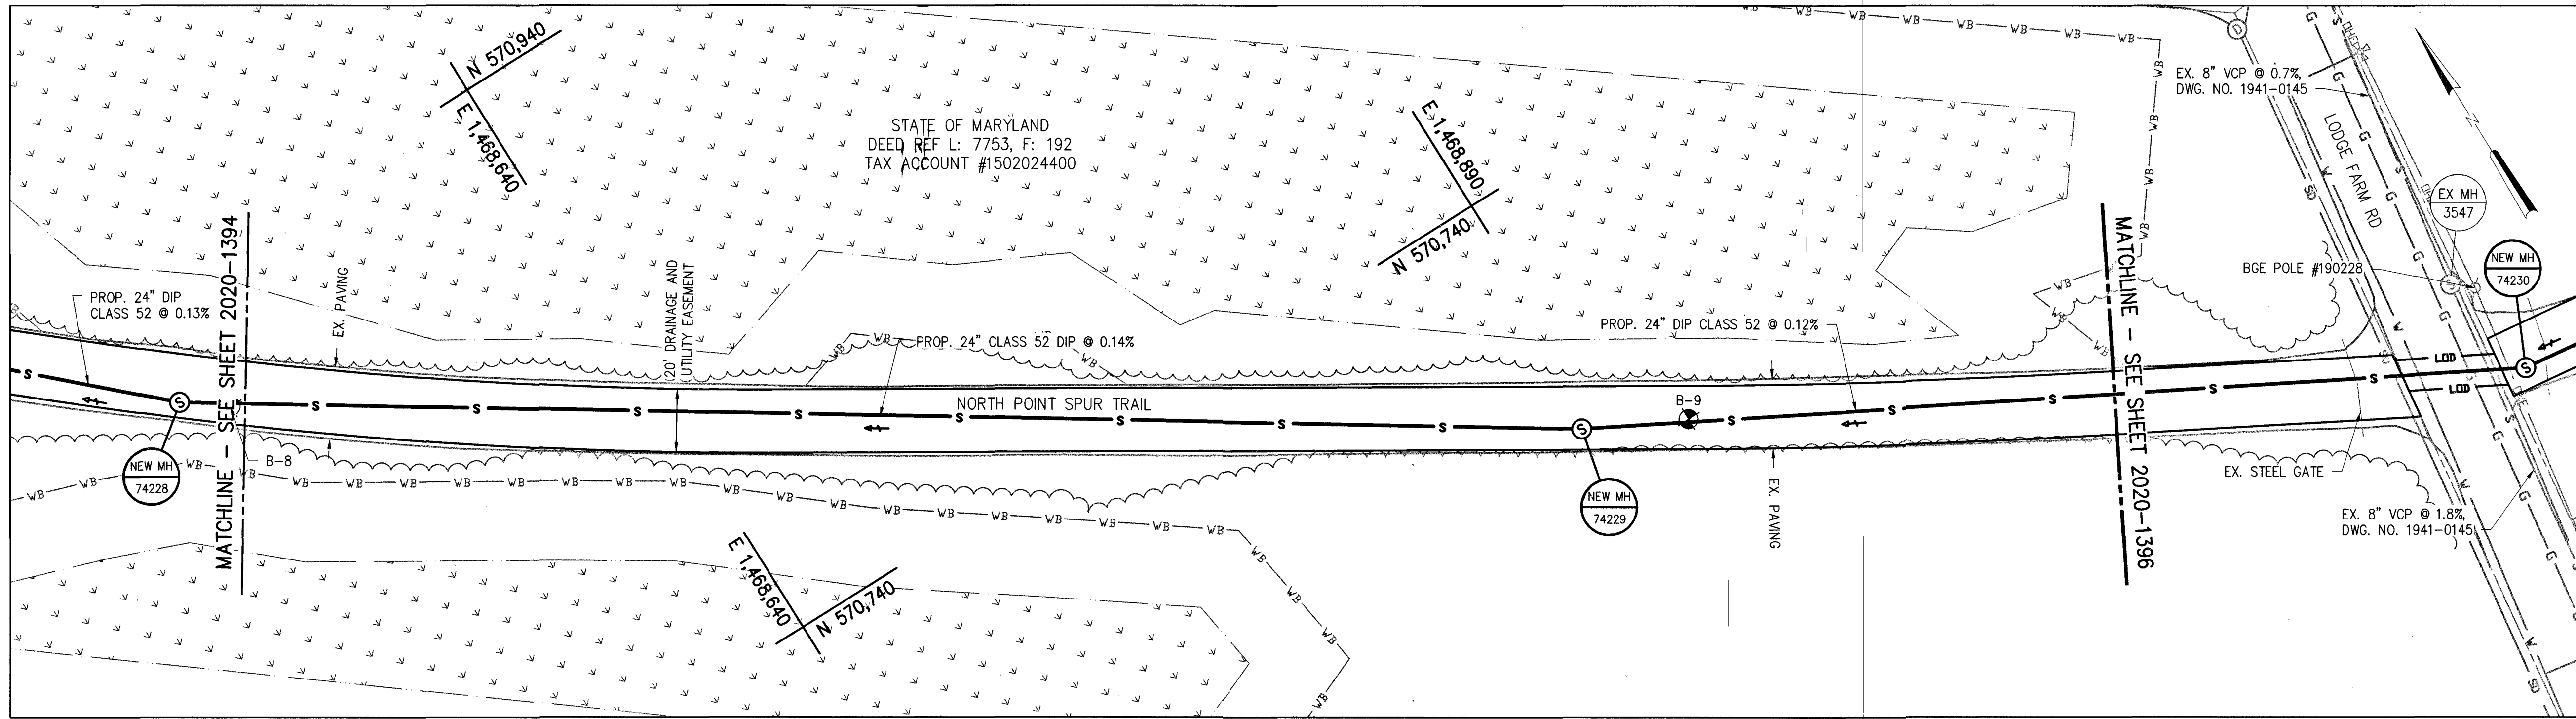 N 570,940
E 1,468,640
STATE OF MARYLAND
DEED REF L: 7753, F: 192
TAX ACCOUNT #1502024400
E 1,468,890
N 570,740
EX. 8" VCP @ 0.7%,
DWG. NO. 1941-0145
LODGE FARM RD
N
EX MH
3547
BGE POLE #190228
NEW MH
74230
MATCHLINE - SEE SHEET 2020-1394
PROP. 24" DIP
CLASS 52 @ 0.13%
EX. PAVING
20' DRAINAGE AND
UTILITY EASEMENT
PROP. 24" CLASS 52 DIP @ 0.14%
PROP. 24" DIP CLASS 52 @ 0.12%
MATCHLINE - SEE SHEET 2020-1396
NORTH POINT SPUR TRAIL
B-9
LOD
LOD
B-8
NEW MH
74228
NEW MH
74229
EX. PAVING
EX. STEEL GATE
EX. 8" VCP @ 1.8%,
DWG. NO. 1941-0145
E 1,468,640
N 570,740
WB
S
G
W
SD
D